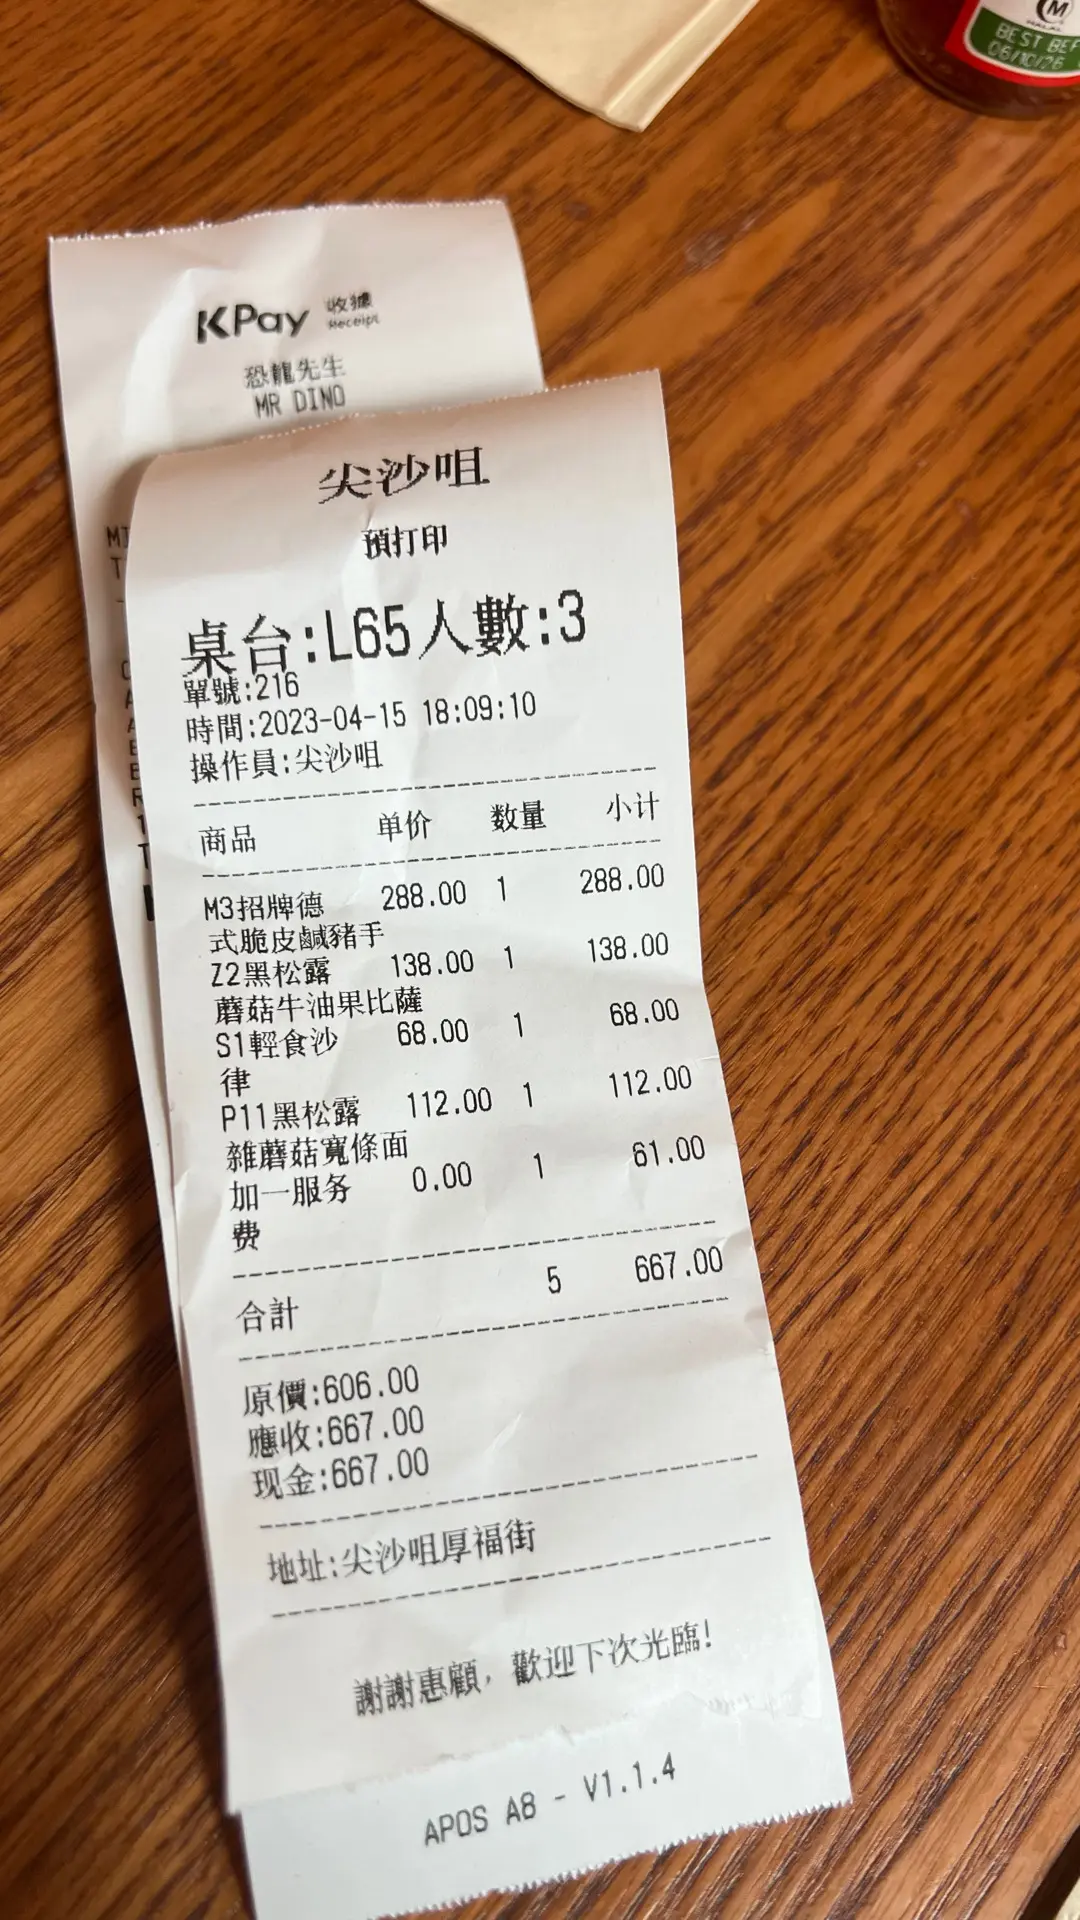 HALAL
BEST BEF
06/10/26
KPay 收據
Receipt
恐龍先生
MR DINO
尖沙咀
預打印
桌台:L65人數:3
單號:216
時間:2023-04-15 18:09:10
操作員:尖沙咀
商品 单价 数量 小计
M3招牌德 288.00 1 288.00
式脆皮鹹豬手
Z2黑松露 138.00 1 138.00
蘑菇牛油果比薩
S1輕食沙 68.00 1 68.00
律
P11黑松露 112.00 1 112.00
雜蘑菇寬條面
加一服务 0.00 1 61.00
费
合計 5 667.00
原價:606.00
應收:667.00
现金:667.00
地址:尖沙咀厚福街
謝謝惠顧，歡迎下次光臨!
APOS A8 - V1.1.4